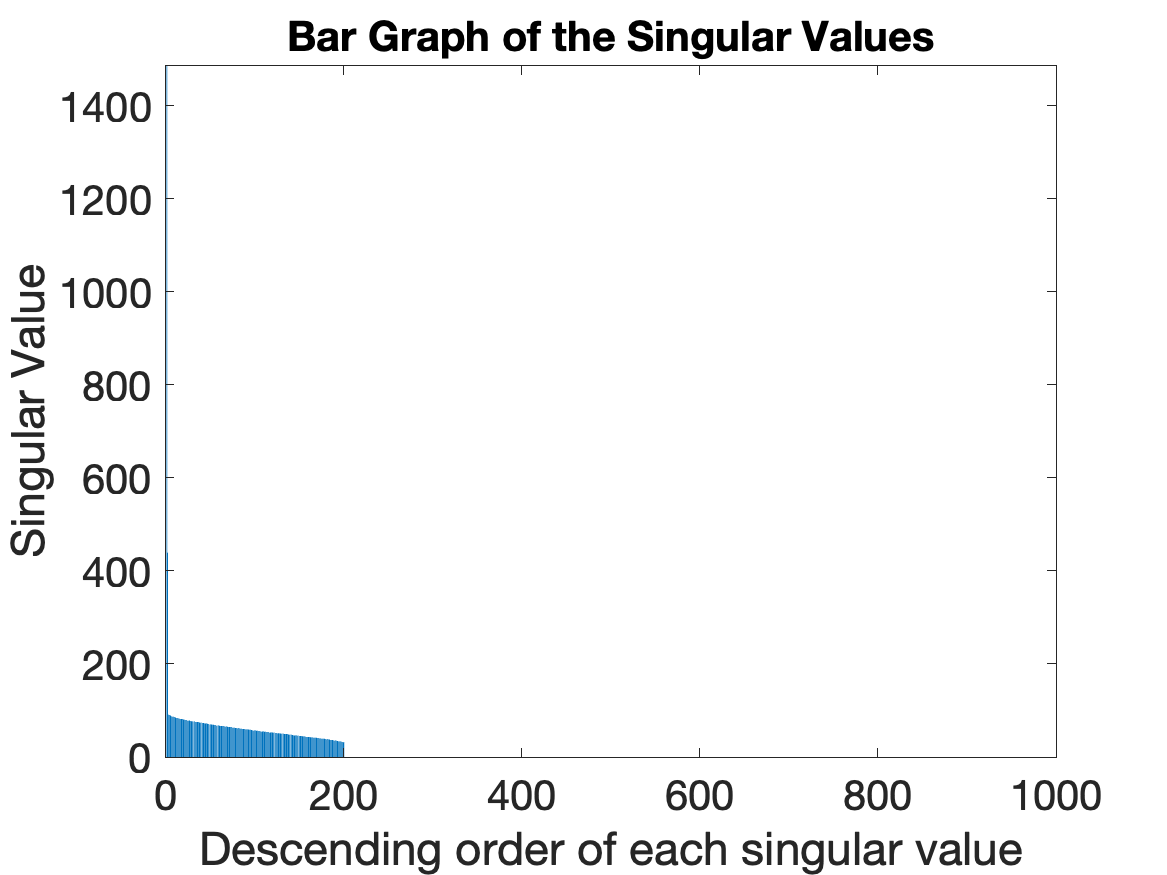 Bar Graph of the Singular Values
Singular Value
1400
1200
1000
800
600
400
200
0
0 200 400 600 800 1000
Descending order of each singular value